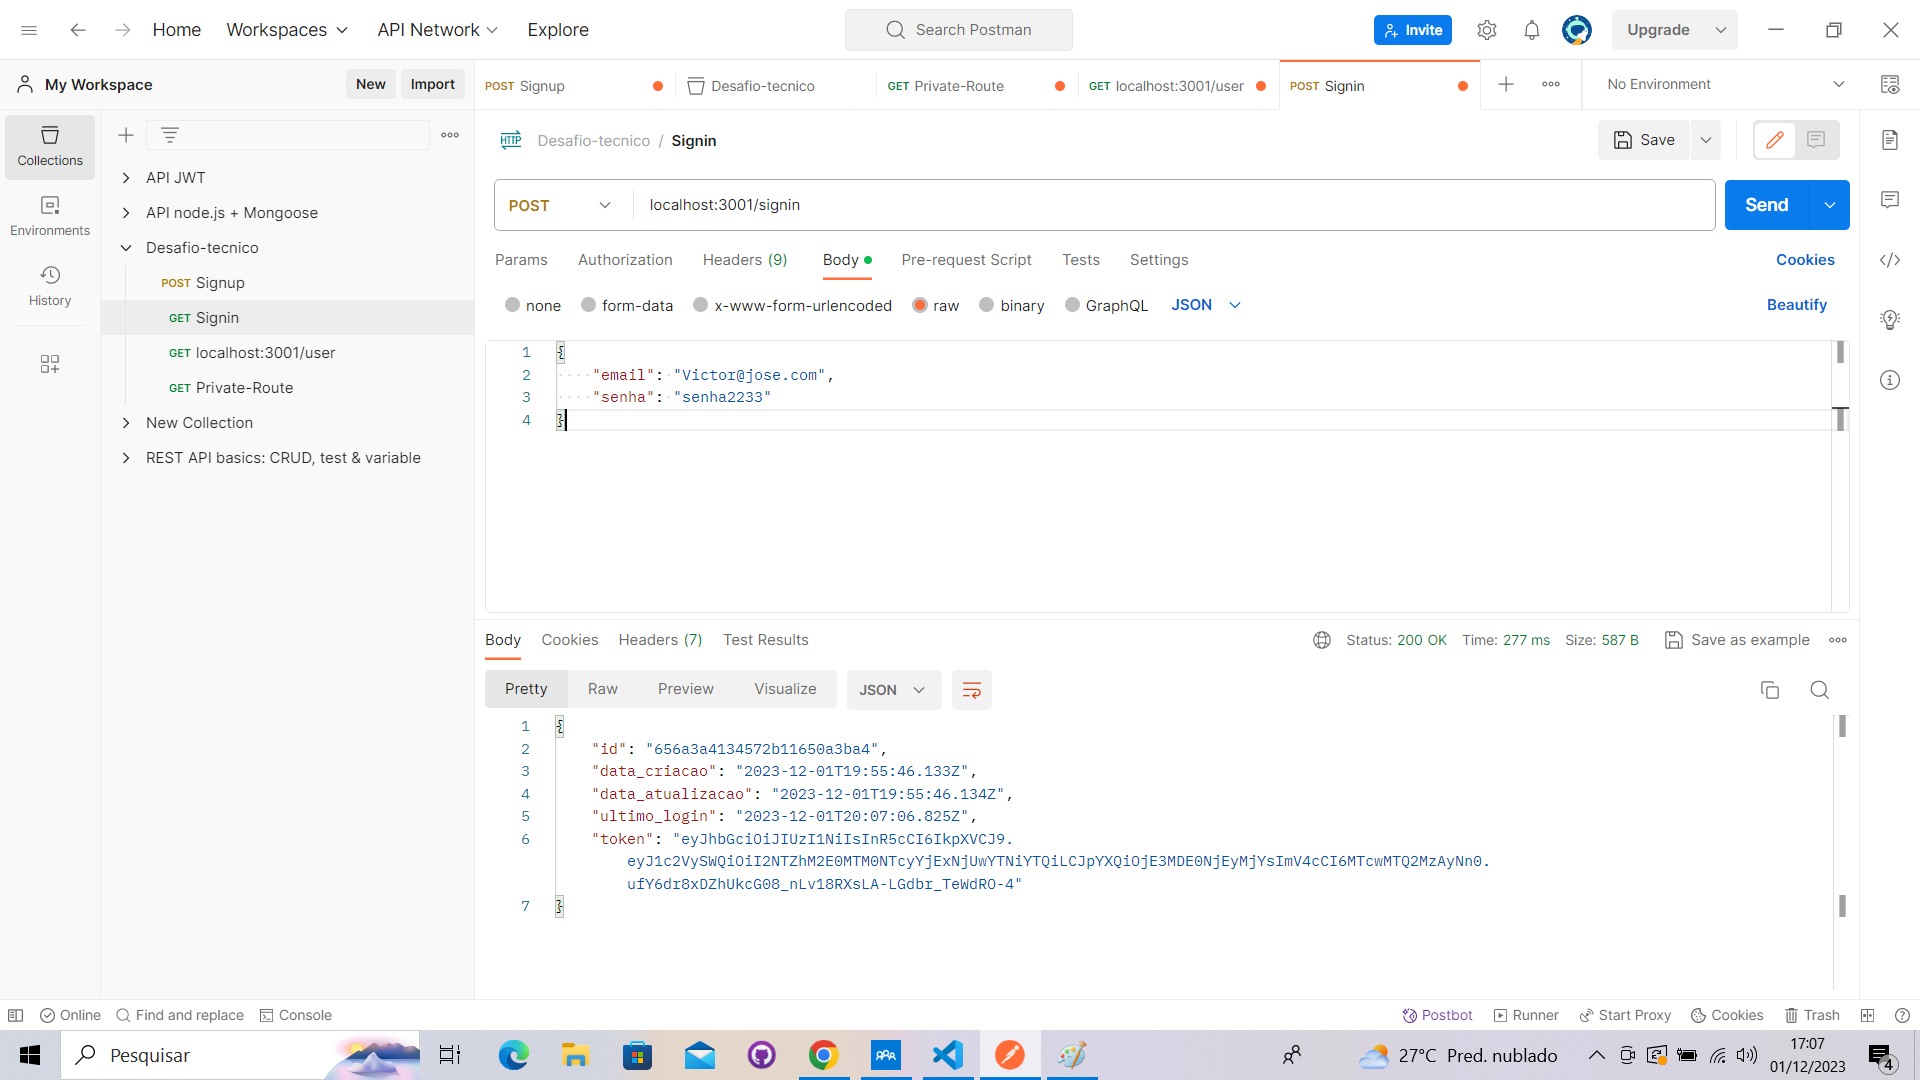 Home Workspaces API Network Explore Search Postman Invite Upgrade
My Workspace New Import
POST Signup Desafio-tecnico GET Private-Route GET localhost:3001/user POST Signin No Environment
Collections
Environments
History
API JWT
API node.js + Mongoose
Desafio-tecnico
POST Signup
GET Signin
GET localhost:3001/user
GET Private-Route
New Collection
REST API basics: CRUD, test & variable
HTTP Desafio-tecnico / Signin Save
POST localhost:3001/signin Send
Params Authorization Headers (9) Body Pre-request Script Tests Settings Cookies
none form-data x-www-form-urlencoded raw binary GraphQL JSON Beautify
1 {
2 "email": "Victor@jose.com",
3 "senha": "senha2233"
4 }
Body Cookies Headers (7) Test Results Status: 200 OK Time: 277 ms Size: 587 B Save as example
Pretty Raw Preview Visualize JSON
1 {
2 "id": "656a3a4134572b11650a3ba4",
3 "data_criacao": "2023-12-01T19:55:46.133Z",
4 "data_atualizacao": "2023-12-01T19:55:46.134Z",
5 "ultimo_login": "2023-12-01T20:07:06.825Z",
6 "token": "eyJhbGciOiJIUzI1NiIsInR5cCI6IkpXVCJ9.
eyJ1c2VySWQiOiI2NTZhM2E0MTM0NTcyYjExNjUwYTNiYTQiLCJpYXQiOjE3MDE0NjEyMjYsImV4cCI6MTcwMTQ2MzAyNn0.
ufY6dr8xDZhUkcG08_nLv18RXsLA-LGdbr_TeWdRO-4"
7 }
Online Find and replace Console Postbot Runner Start Proxy Cookies Trash
Pesquisar 27°C Pred. nublado 17:07
01/12/2023 4